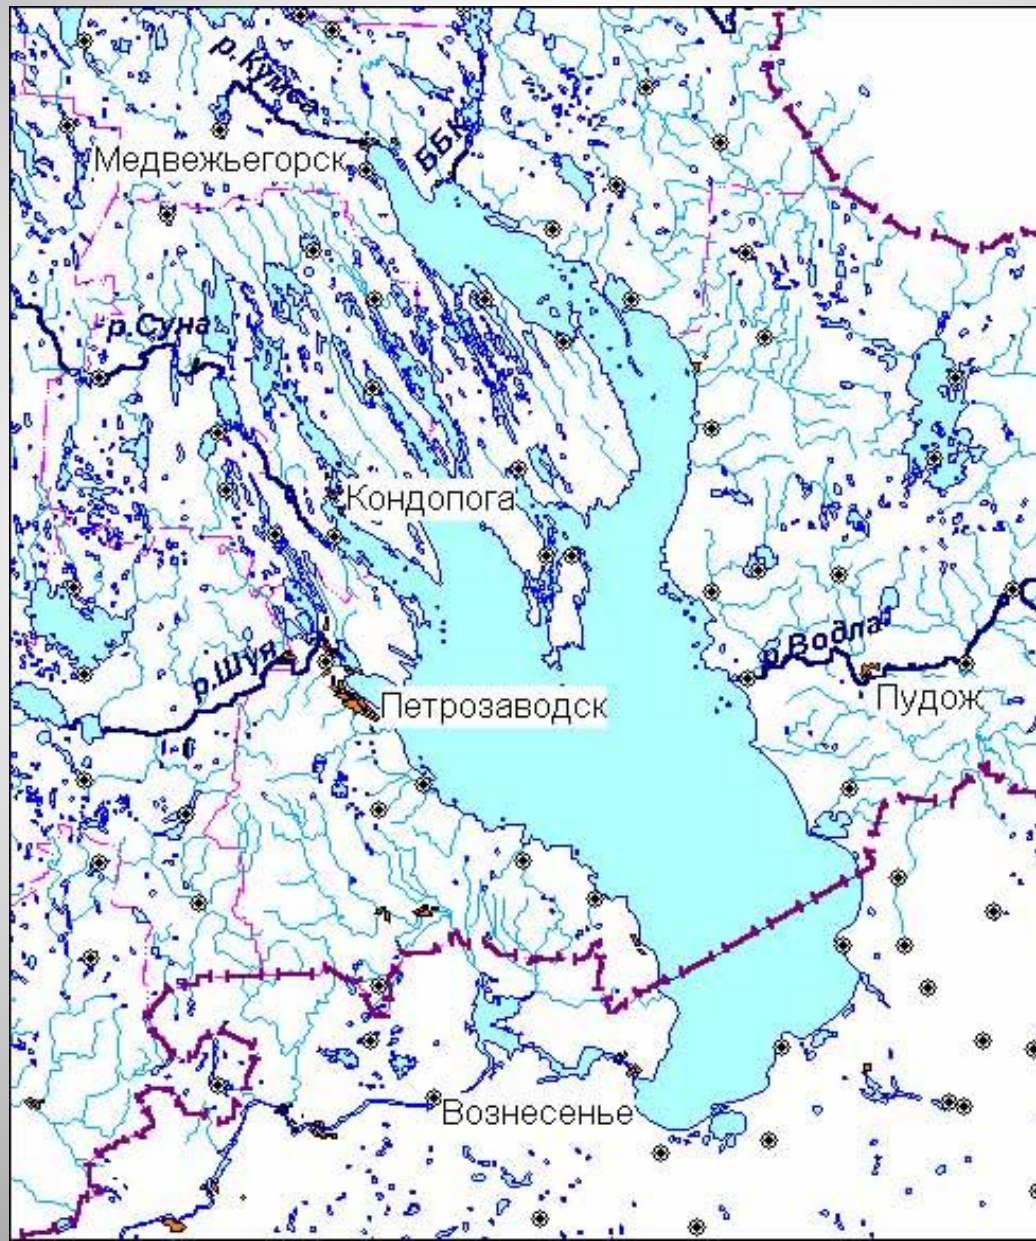 р. Кумса
ББК
Медвежьегорск
р.Суна
Кондопога
р.Шуя
р.Водла
Петрозаводск
Пудож
Вознесенье